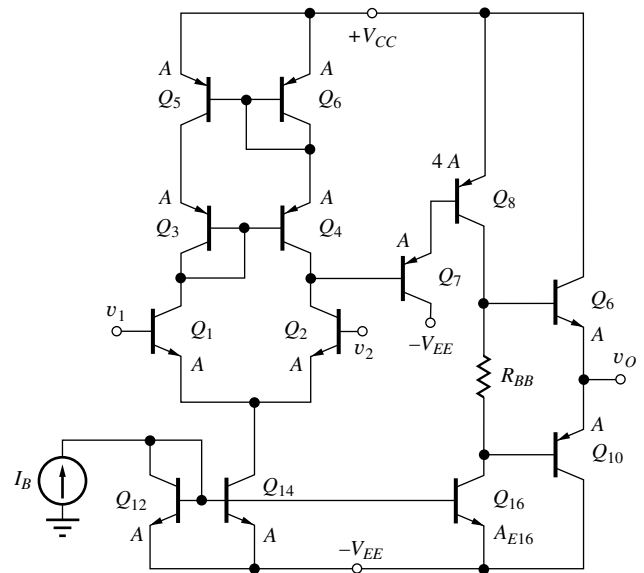 +V_CC
A A
Q_5 Q_6
4 A
A A Q_8
Q_3 Q_4 A
Q_7 Q_6
v_1 Q_1 Q_2 v_2 –V_EE A
A A R_BB v_O
A
I_B Q_12 Q_14 Q_16 Q_10
A A A_E16
–V_EE